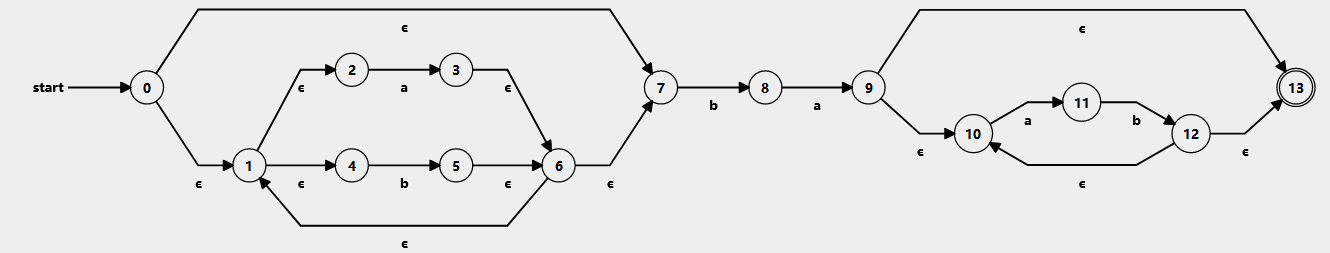 ϵ ϵ
2 ϵ a 3 ϵ
start 0 7 b 8 a 9 13
11
10 a b 12
ϵ ϵ
1 ϵ 4 b 5 ϵ 6
ϵ ϵ ϵ
ϵ